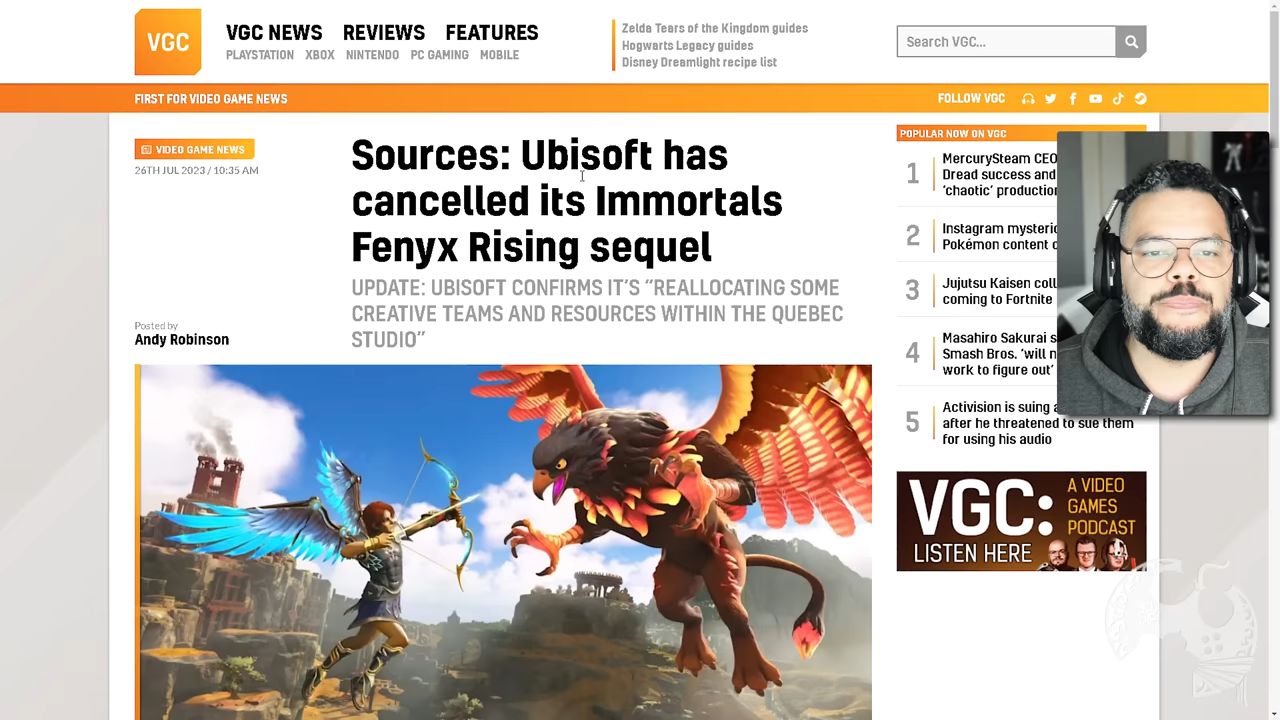 VGC
VGC NEWS REVIEWS FEATURES
PLAYSTATION XBOX NINTENDO PC GAMING MOBILE
Zelda Tears of the Kingdom guides
Hogwarts Legacy guides
Disney Dreamlight recipe list
Search VGC...
FIRST FOR VIDEO GAME NEWS
FOLLOW VGC
VIDEO GAME NEWS
26TH JUL 2023 / 10:35 AM
Sources: Ubisoft has
cancelled its Immortals
Fenyx Rising sequel
UPDATE: UBISOFT CONFIRMS IT'S "REALLOCATING SOME
CREATIVE TEAMS AND RESOURCES WITHIN THE QUEBEC
STUDIO"
Posted by
Andy Robinson
POPULAR NOW ON VGC
1
MercurySteam CEO
Dread success and
'chaotic' production
2
Instagram mysterio
Pokémon content
3
Jujutsu Kaisen coll
coming to Fortnite
4
Masahiro Sakurai s
Smash Bros. 'will n
work to figure out'
5
Activision is suing a
after he threatened to sue them
for using his audio
VGC: A VIDEO
GAMES
PODCAST
LISTEN HERE